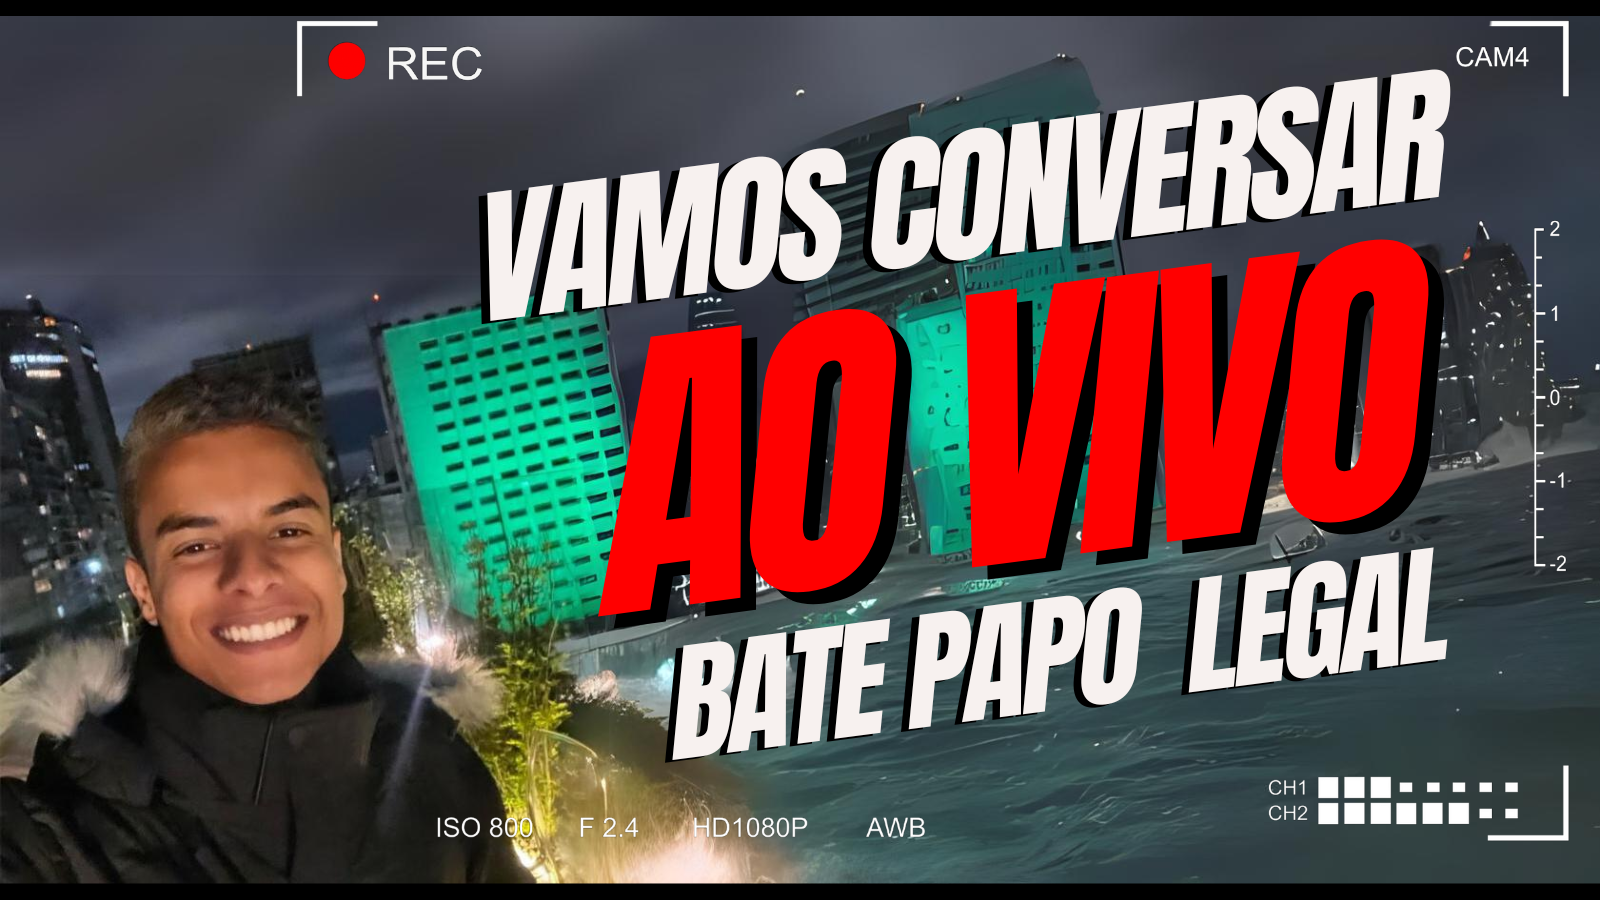 REC
CAM4
VAMOS CONVERSAR
AO VIVO
BATE PAPO LEGAL
2
1
0
-1
-2
CH1
CH2
ISO 800 F 2.4 HD1080P AWB